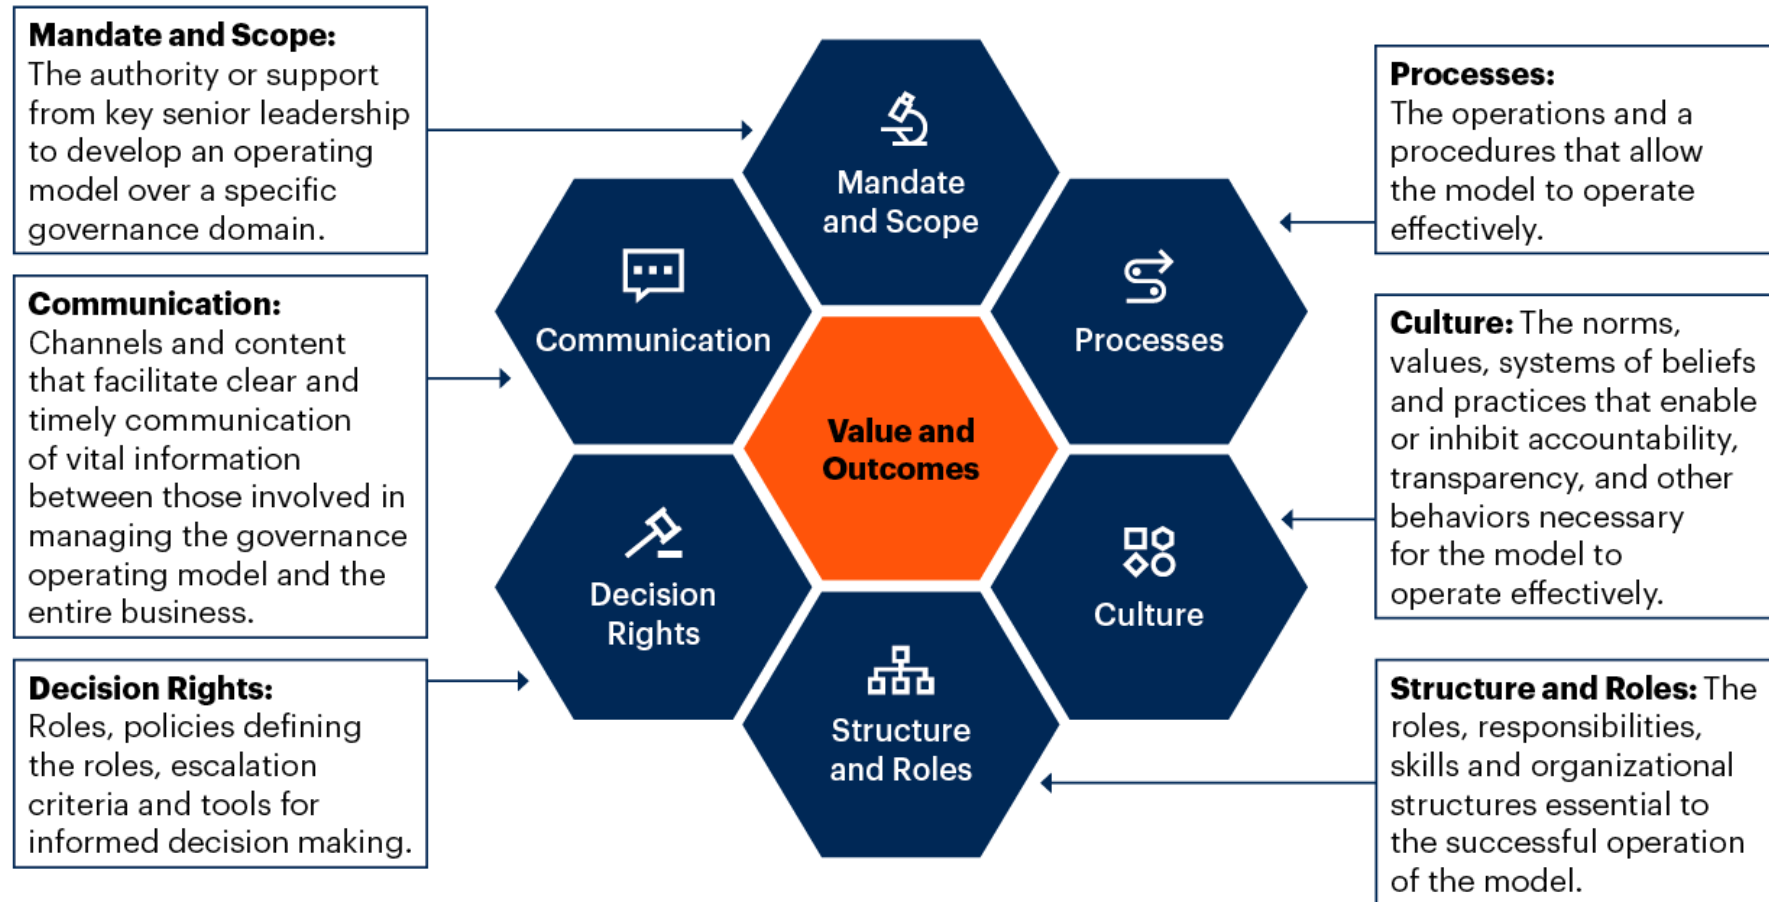 Mandate and Scope:
The authority or support
from key senior leadership
to develop an operating
model over a specific
governance domain.
Communication:
Channels and content
that facilitate clear and
timely communication
of vital information
between those involved in
managing the governance
operating model and the
entire business.
Decision Rights:
Roles, policies defining
the roles, escalation
criteria and tools for
informed decision making.
Mandate
and Scope
Communication
Processes
Value and
Outcomes
Decision
Rights
Culture
Structure
and Roles
Processes:
The operations and a
procedures that allow
the model to operate
effectively.
Culture: The norms,
values, systems of beliefs
and practices that enable
or inhibit accountability,
transparency, and other
behaviors necessary
for the model to
operate effectively.
Structure and Roles: The
roles, responsibilities,
skills and organizational
structures essential to
the successful operation
of the model.